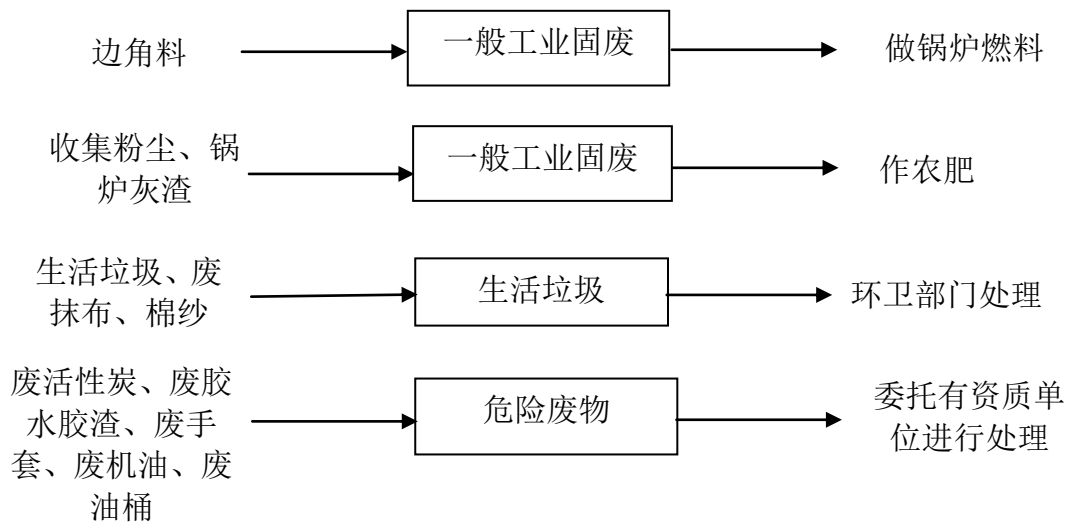 边角料
一般工业固废
做锅炉燃料
收集粉尘、锅
炉灰渣
一般工业固废
作农肥
生活垃圾、废
抹布、棉纱
生活垃圾
环卫部门处理
废活性炭、废胶
水胶渣、废手
套、废机油、废
油桶
危险废物
委托有资质单
位进行处理